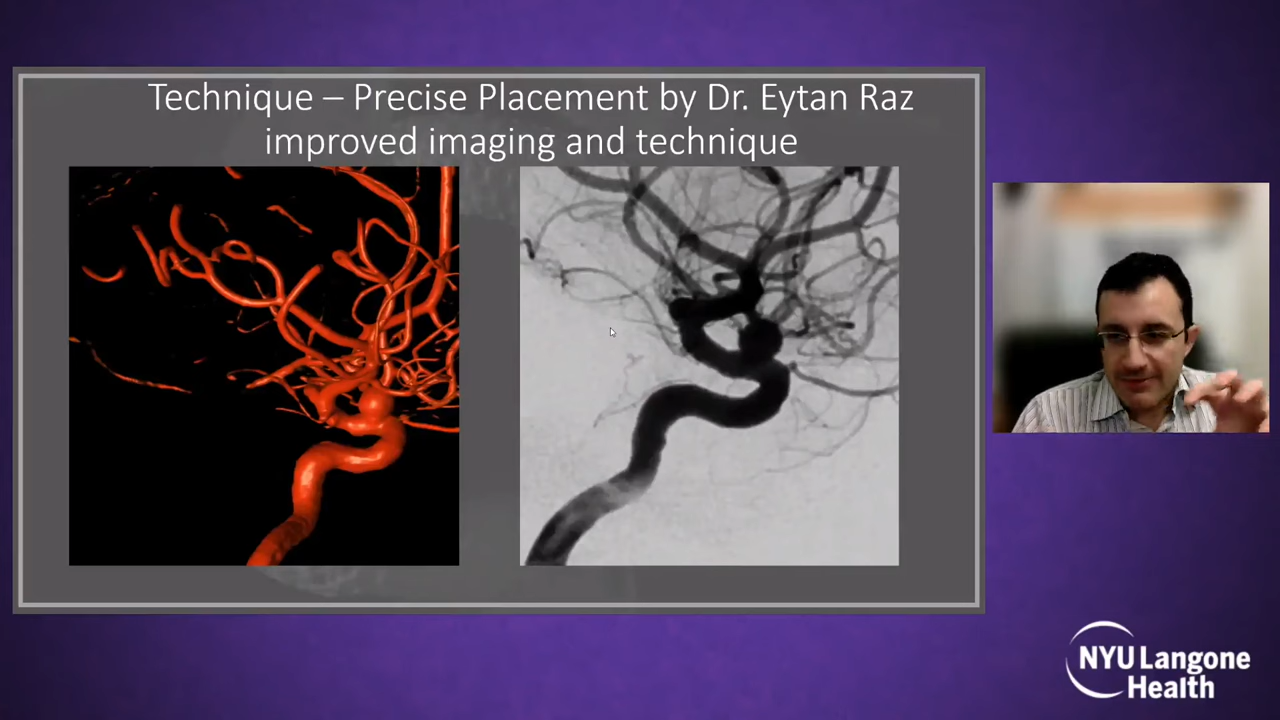 Technique – Precise Placement by Dr. Eytan Raz
improved imaging and technique
NYU Langone
Health